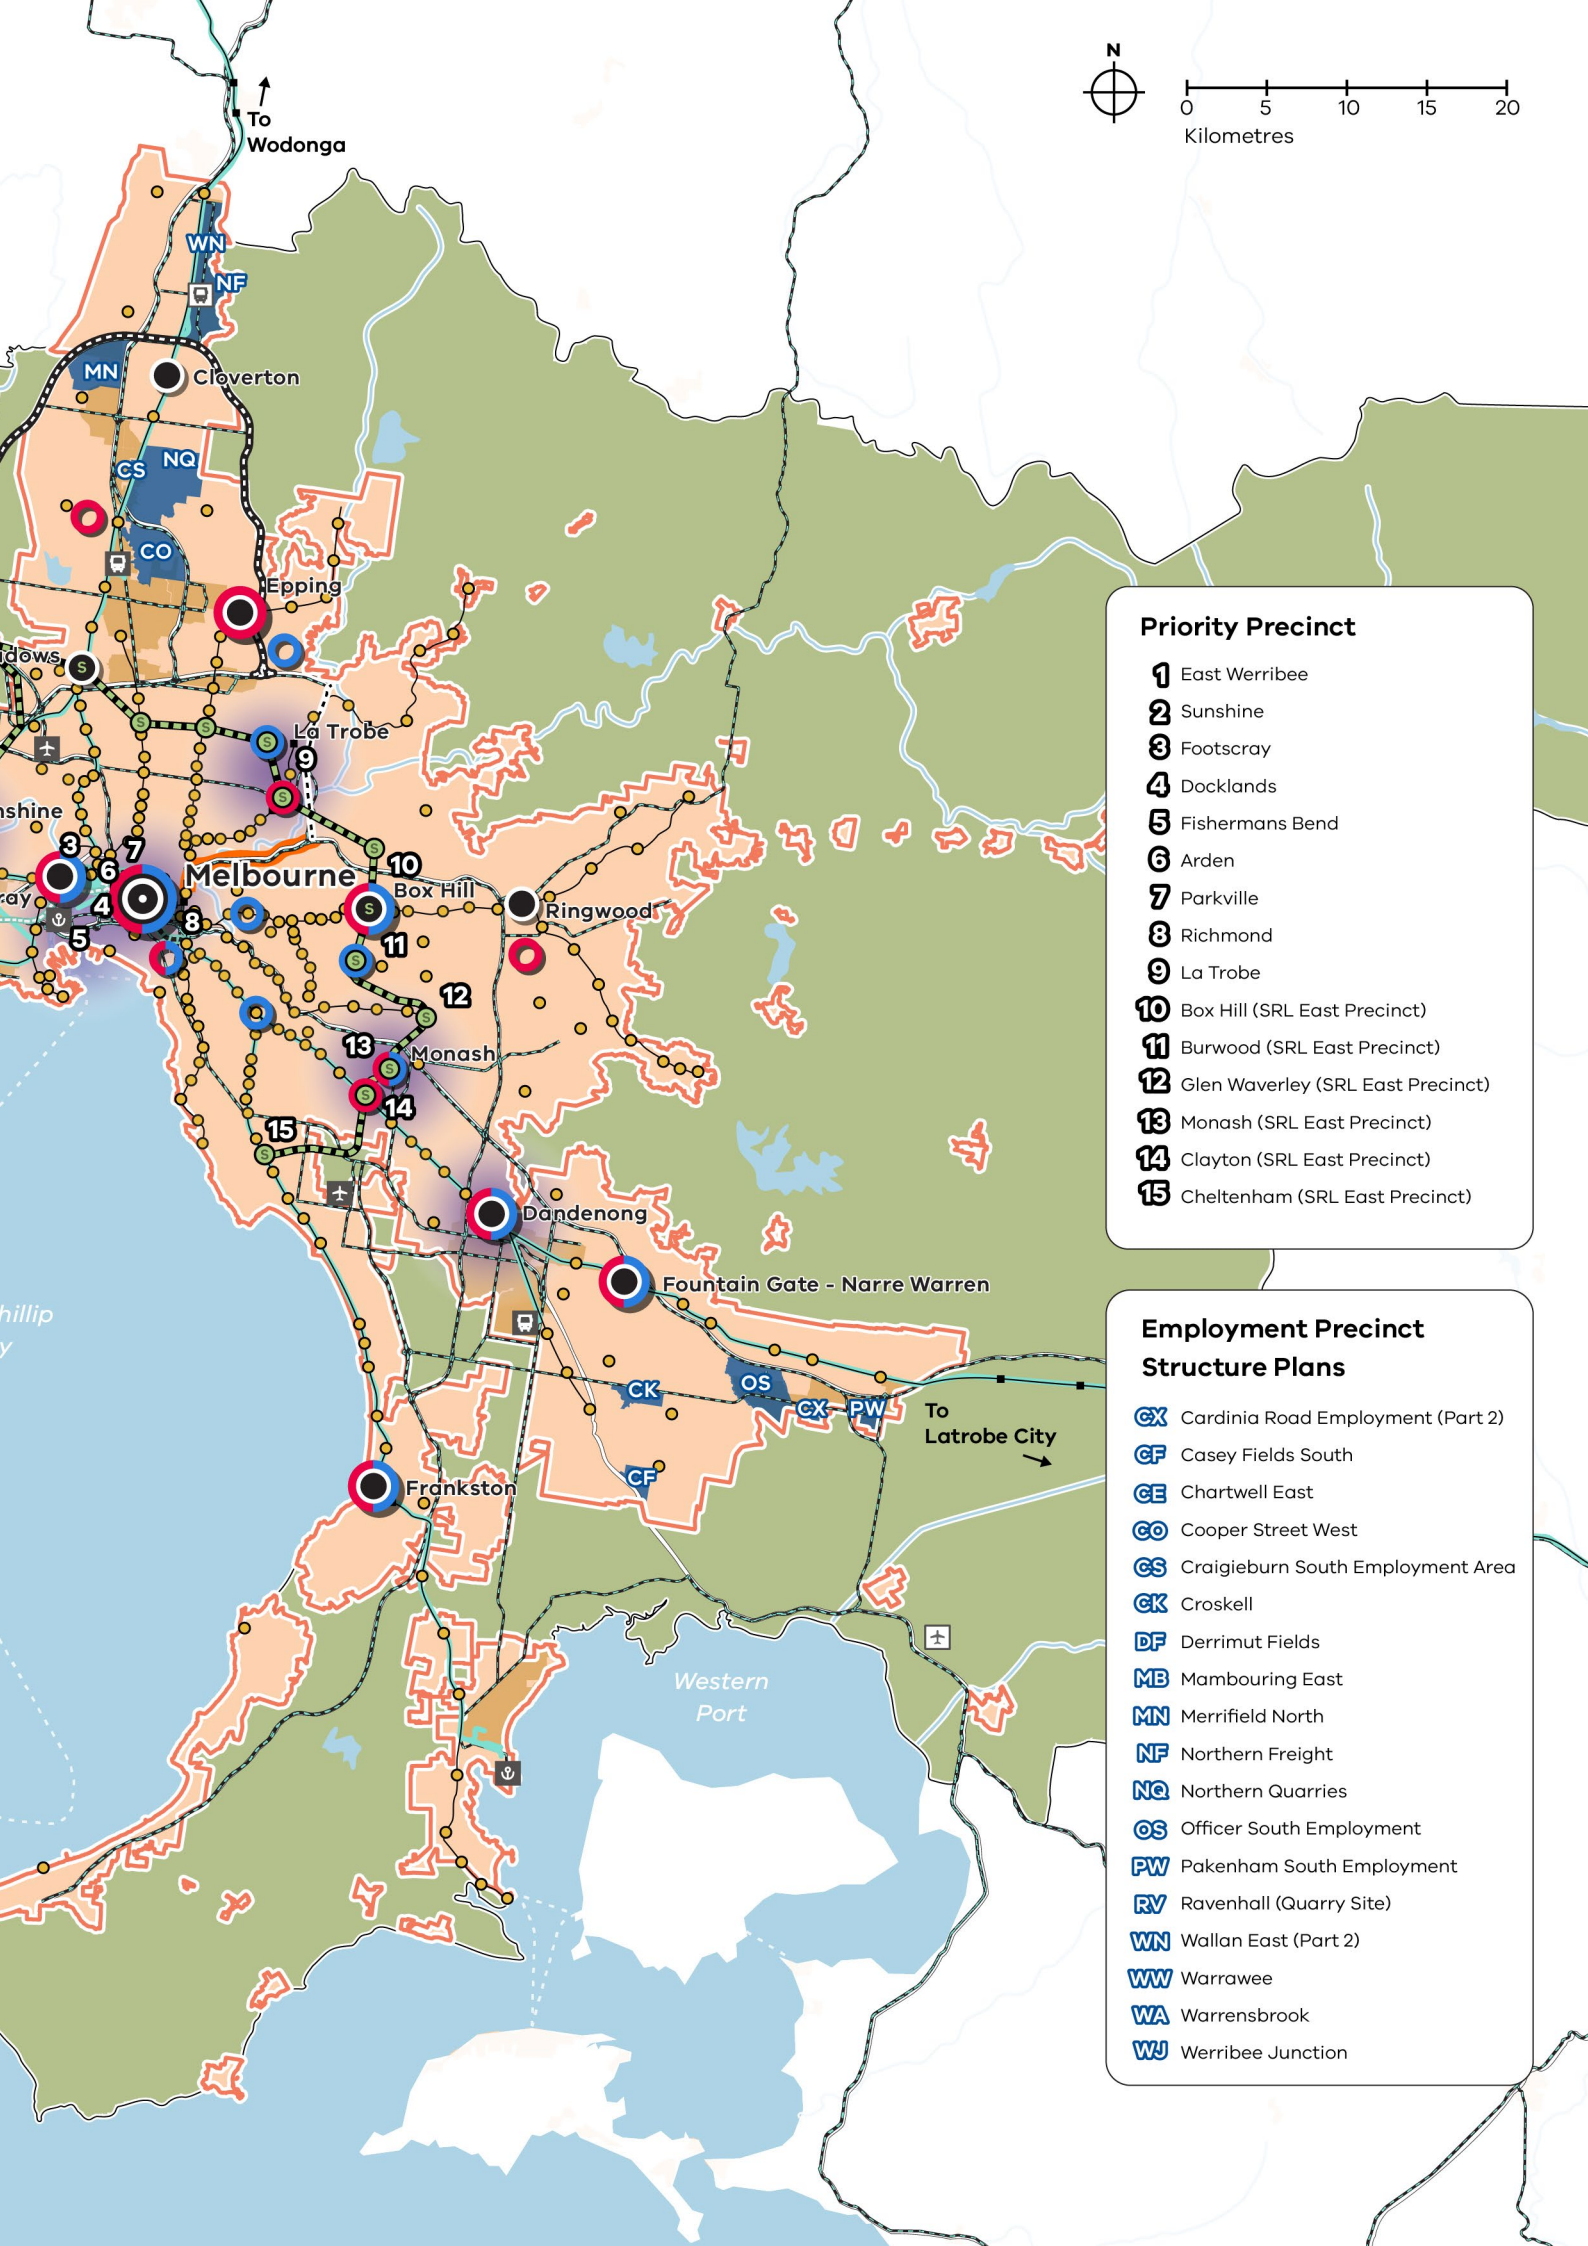 N
0 5 10 15 20
Kilometres
To
Wodonga
WN
NF
MN
Cloverton
CS
NQ
CO
Epping
dows
S
S
S
S
La Trobe
9
S
nshine
3
7
6
Melbourne
S
10
Box Hill
S
ray
4
8
5
Ringwood
11
S
12
S
13
Monash
S
S
14
15
S
Dandenong
Fountain Gate - Narre Warren
hillip
y
CK
OS
CX
PW
To
Latrobe City
CF
Frankston
Western
Port
Priority Precinct
1 East Werribee
2 Sunshine
3 Footscray
4 Docklands
5 Fishermans Bend
6 Arden
7 Parkville
8 Richmond
9 La Trobe
10 Box Hill (SRL East Precinct)
11 Burwood (SRL East Precinct)
12 Glen Waverley (SRL East Precinct)
13 Monash (SRL East Precinct)
14 Clayton (SRL East Precinct)
15 Cheltenham (SRL East Precinct)
Employment Precinct
Structure Plans
CX Cardinia Road Employment (Part 2)
CF Casey Fields South
CE Chartwell East
CO Cooper Street West
CS Craigieburn South Employment Area
CK Croskell
DF Derrimut Fields
MB Mambouring East
MN Merrifield North
NF Northern Freight
NQ Northern Quarries
OS Officer South Employment
PW Pakenham South Employment
RV Ravenhall (Quarry Site)
WN Wallan East (Part 2)
WW Warrawee
WA Warrensbrook
WJ Werribee Junction